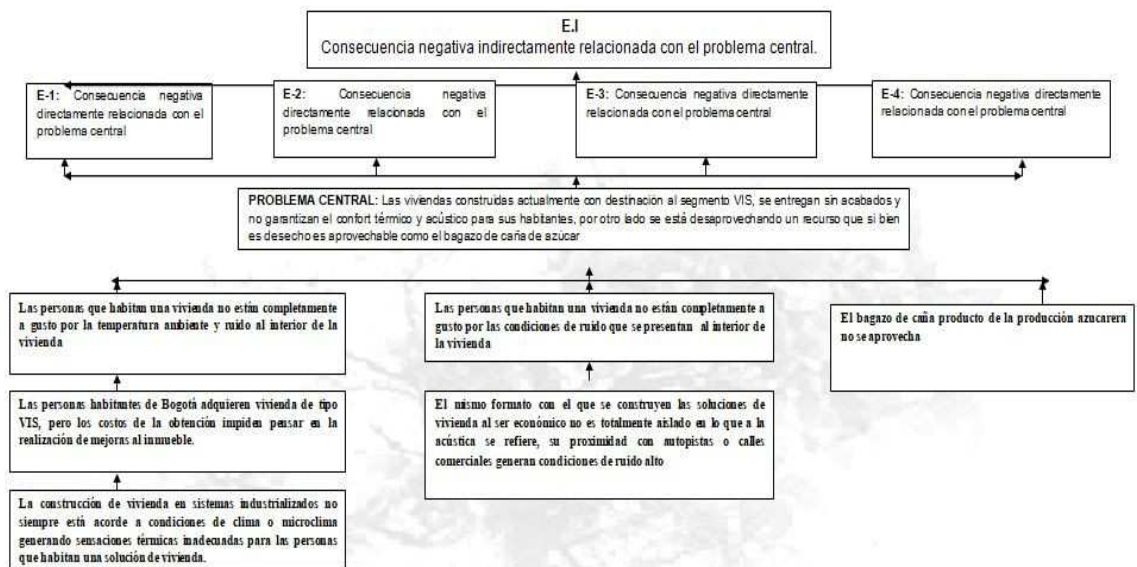 E.I
Consecuencia negativa indirectamente relacionada con el problema central.
E-1: Consecuencia negativa
directamente relacionada con el
problema central
E-2: Consecuencia negativa
directamente relacionada con el
problema central
E-3: Consecuencia negativa directamente
relacionada con el problema central
E-4: Consecuencia negativa directamente
relacionada con el problema central
PROBLEMA CENTRAL: Las viviendas construidas actualmente con destinación al segmento VIS, se entregan sin acabados y
no garantizan el confort térmico y acústico para sus habitantes, por otro lado se está desaprovechando un recurso que si bien
es desecho es aprovechable como el bagazo de caña de azúcar
Las personas que habitan una vivienda no están completamente
a gusto por la temperatura ambiente y ruido al interior de la
vivienda
Las personas habitantes de Bogotá adquieren vivienda de tipo
VIS, pero los costos de la obtención impiden pensar en la
realización de mejoras al inmueble.
La construcción de vivienda en sistemas industrializados no
siempre está acorde a condiciones de clima o microclima
generando sensaciones térmicas inadecuadas para las personas
que habitan una solución de vivienda.
Las personas que habitan una vivienda no están completamente a
gusto por las condiciones de ruido que se presentan al interior de
la vivienda
El mismo formato con el que se construyen las soluciones de
vivienda al ser económico no es totalmente aislado en lo que a la
acústica se refiere, su proximidad con autopistas o calles
comerciales generan condiciones de ruido alto
El bagazo de caña producto de la producción azucarera
no se aprovecha